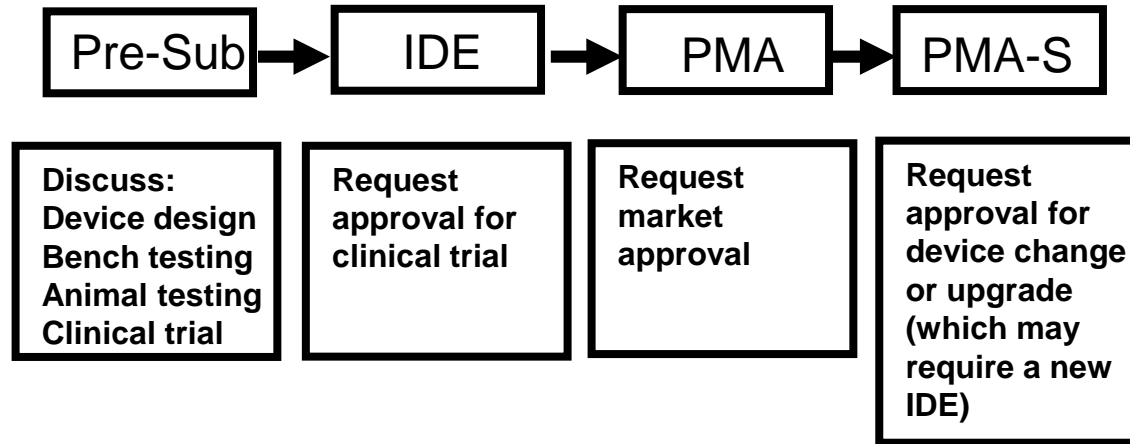 Pre-Sub
IDE
PMA
PMA-S
Discuss:
Device design
Bench testing
Animal testing
Clinical trial
Request
approval for
clinical trial
Request
market
approval
Request
approval for
device change
or upgrade
(which may
require a new
IDE)